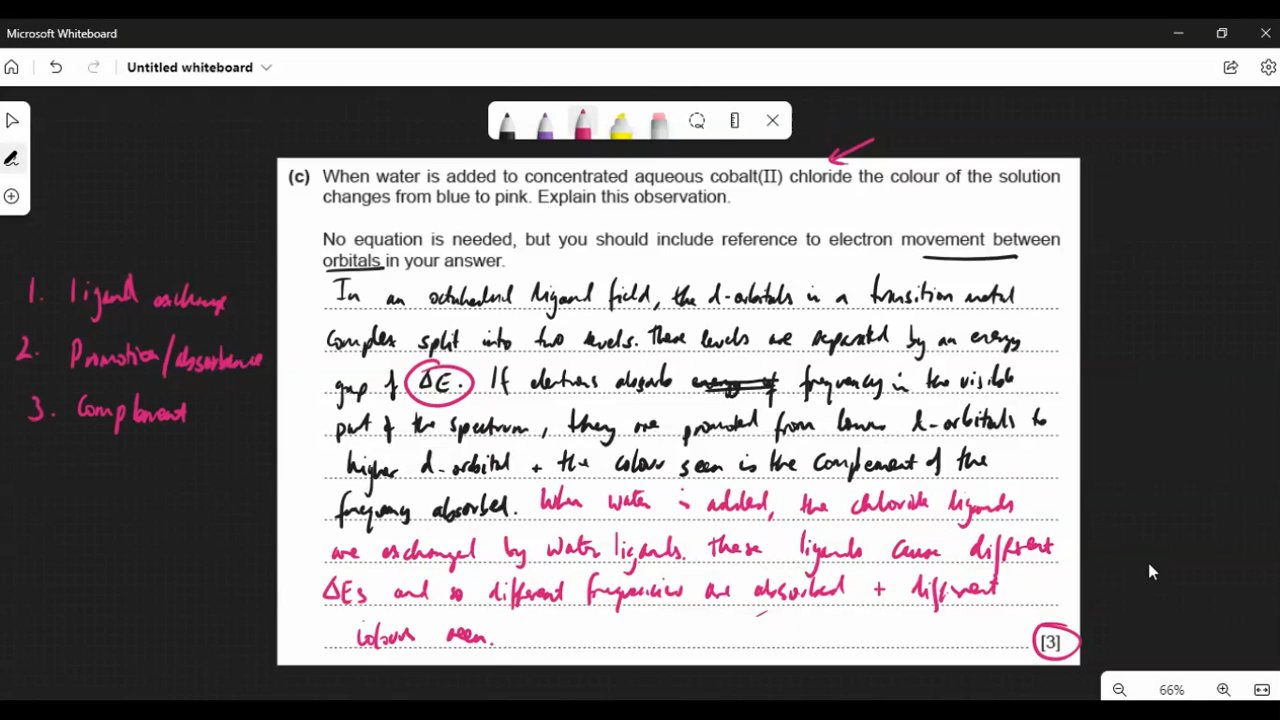 Microsoft Whiteboard
Untitled whiteboard
(c) When water is added to concentrated aqueous cobalt(II) chloride the colour of the solution
changes from blue to pink. Explain this observation.
No equation is needed, but you should include reference to electron movement between
orbitals in your answer.
In an octahedral ligand field, the d-orbitals in a transition metal
complex split into two levels. These levels are separated by an energy
gap of ΔE. If electrons absorb frequency in the visible
part of the spectrum, they are promoted from lower d-orbitals to
higher d-orbital + the colour seen is the complement of the
frequency absorbed. When water is added, the chloride ligands
are exchanged by water ligands. These ligands cause different
ΔEs and so different frequencies are absorbed + different
colours seen.
[3]
1. ligand exchange
2. Promotion/absorbance
3. Complement
66%